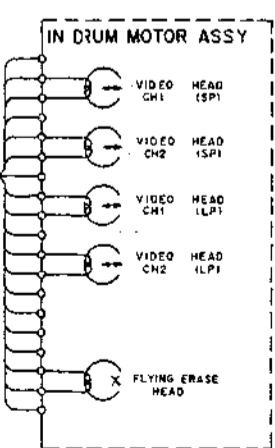 IN DRUM MOTOR ASSY
VIDEO HEAD
CH1 (SP)
VIDEO HEAD
CH2 (SP)
VIDEO HEAD
CH1 (LP)
VIDEO HEAD
CH2 (LP)
FLYING ERASE
HEAD